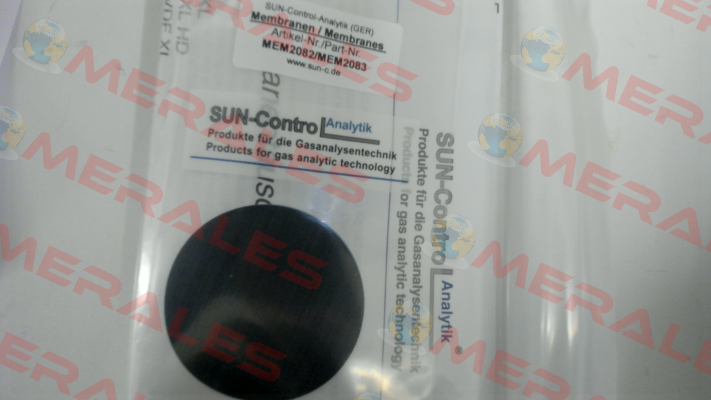 SUN-Control-Analytik (GER)
Membranen / Membranes
Artikel-Nr./Part-Nr.
MEM2082/MEM2083
www.sun-c.de
SUN-Control Analytik
Produkte für die Gasanalysentechnik
Products for gas analytic technology
SUN-Control Analytik ®
Produkte für die Gasanalysentechnik
Products for gas analytic technology
XL HD
MERALES
MERALES
MERALES
MERALES
MERALES